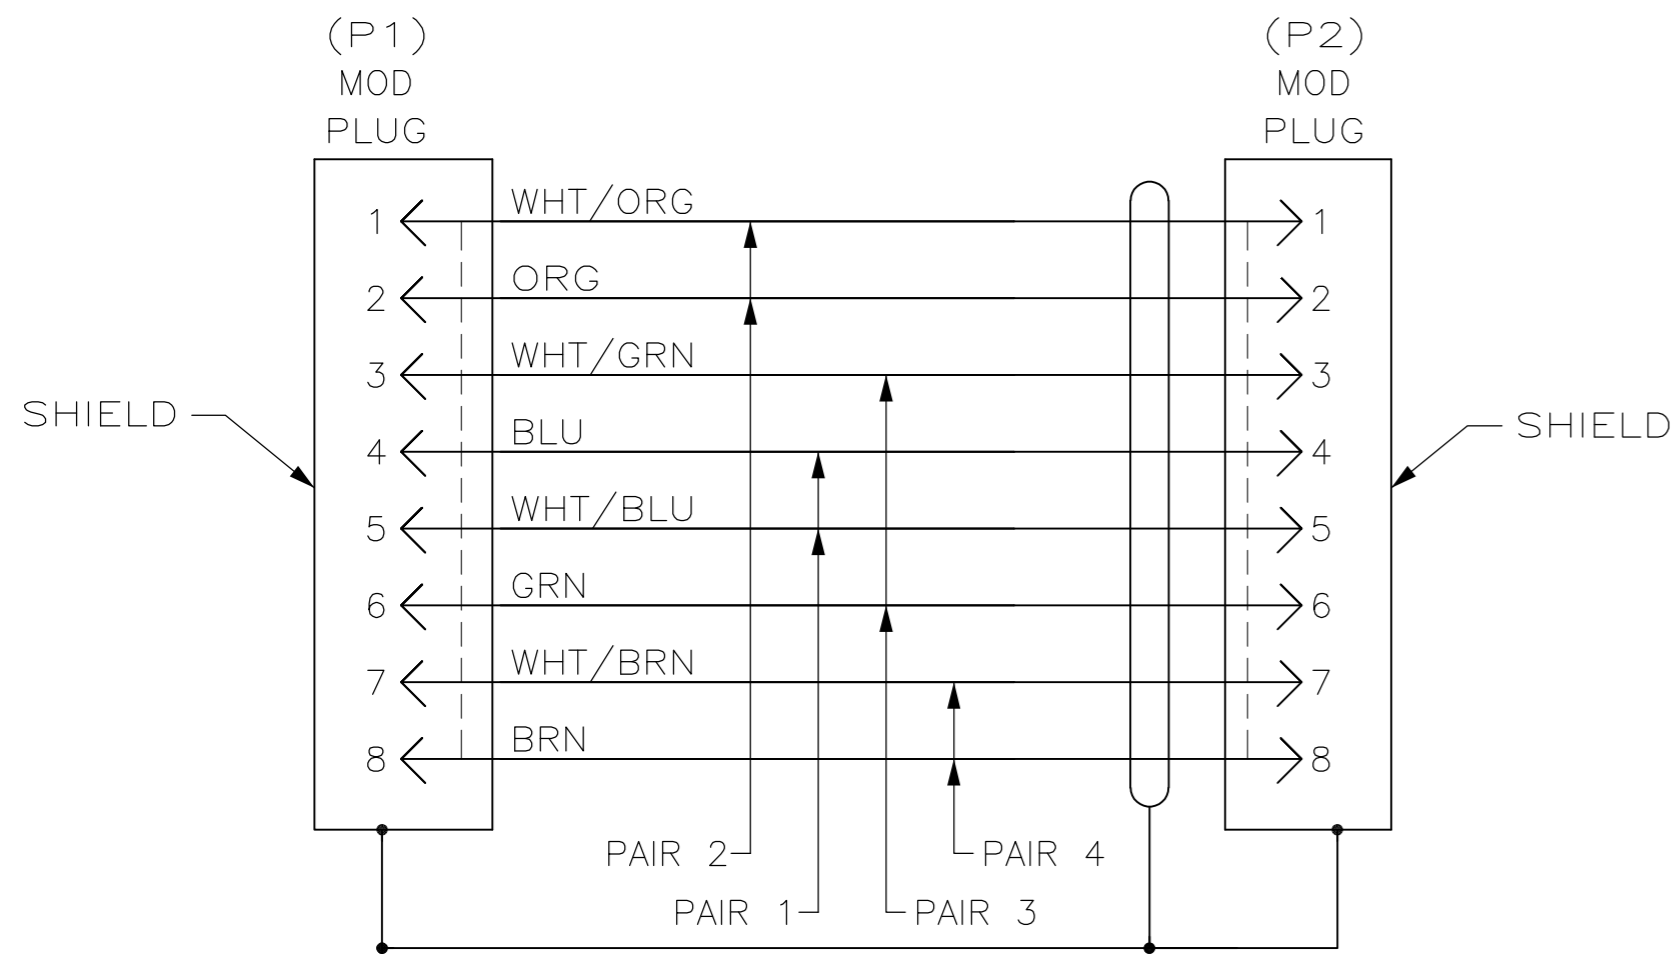 (P1)
MOD
PLUG
(P2)
MOD
PLUG
1 WHT/ORG 1
2 ORG 2
3 WHT/GRN 3
SHIELD
SHIELD
4 BLU 4
5 WHT/BLU 5
6 GRN 6
7 WHT/BRN 7
8 BRN 8
PAIR 2
PAIR 4
PAIR 1
PAIR 3